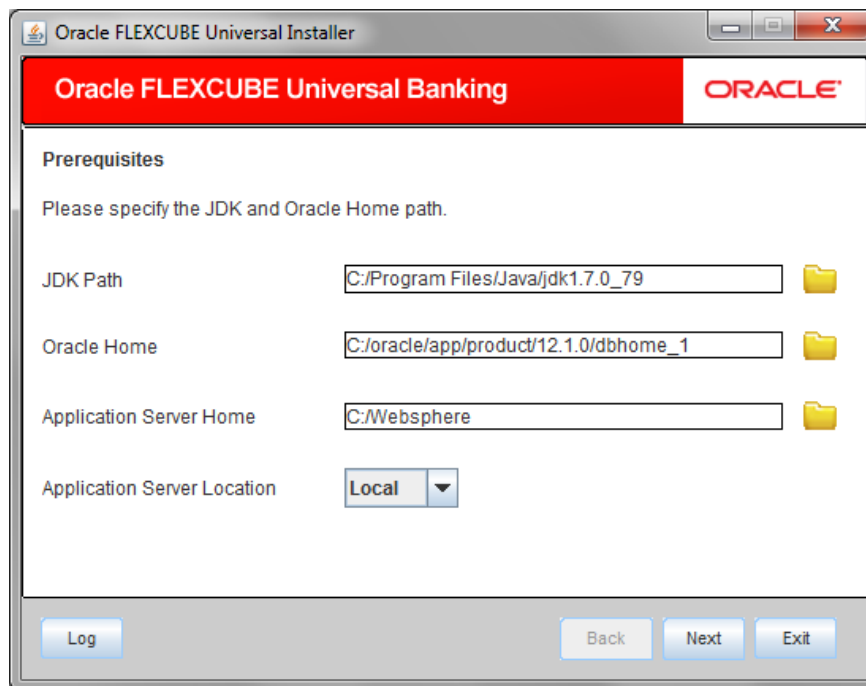 Oracle FLEXCUBE Universal Installer
Oracle FLEXCUBE Universal Banking
ORACLE
Prerequisites
Please specify the JDK and Oracle Home path.
JDK Path C:/Program Files/Java/jdk1.7.0_79
Oracle Home C:/oracle/app/product/12.1.0/dbhome_1
Application Server Home C:/Websphere
Application Server Location Local
Log Back Next Exit